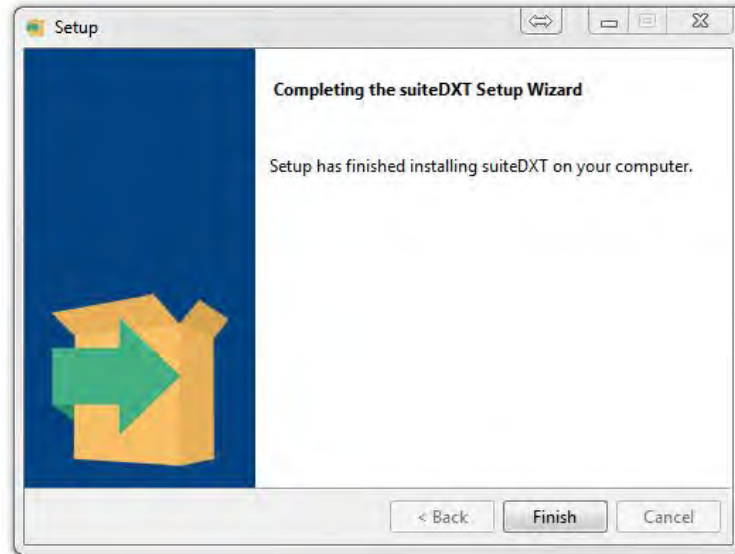 Setup
Completing the suiteDXT Setup Wizard
Setup has finished installing suiteDXT on your computer.
< Back
Finish
Cancel